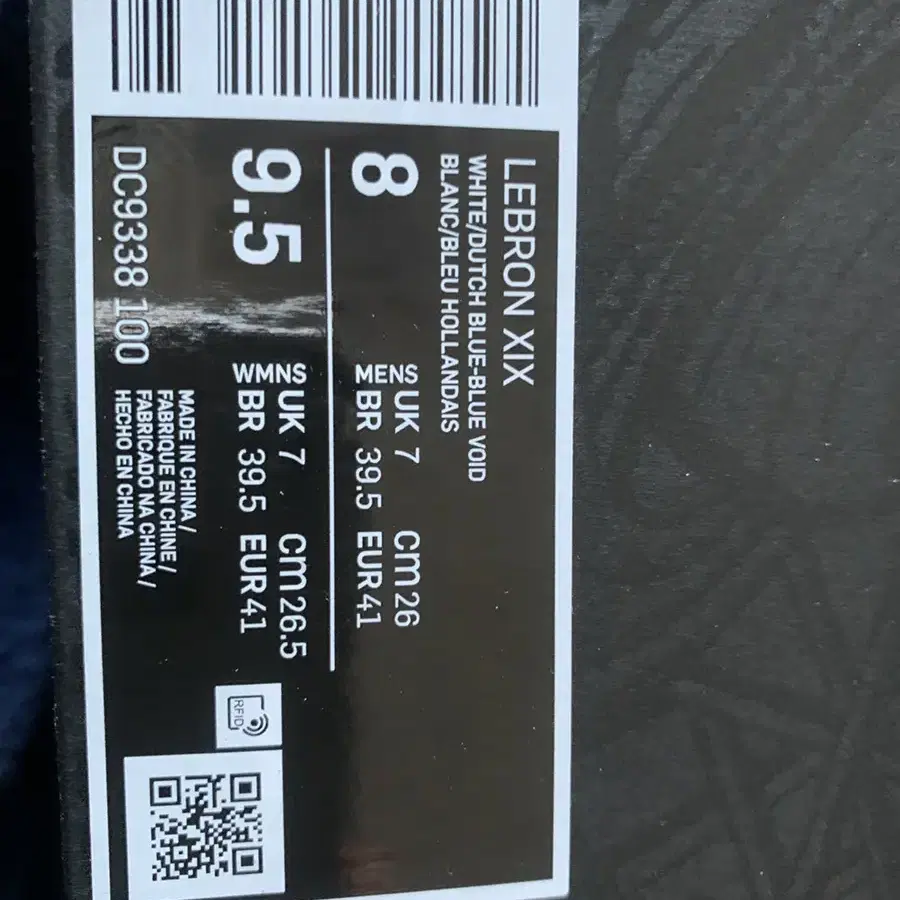 LEBRON XIX
WHITE/DUTCH BLUE-BLUE VOID
BLANC/BLEU HOLLANDAIS
8
MENS
UK 7 cm 26
BR 39.5 EUR 41
9.5
WMNS
UK 7 cm 26.5
BR 39.5 EUR 41
DC9338 100
MADE IN CHINA/
FABRIQUE EN CHINE/
FABRICADO NA CHINA/
HECHO EN CHINA
RFID